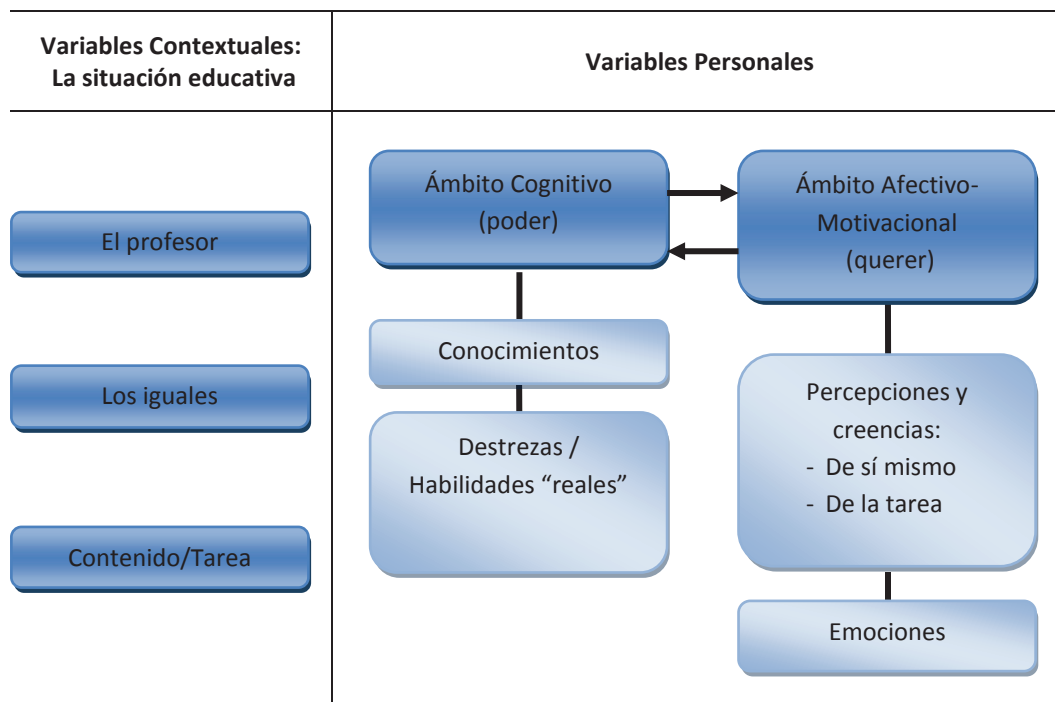 Variables Contextuales:
La situación educativa
Variables Personales
El profesor
Los iguales
Contenido/Tarea
Ámbito Cognitivo
(poder)
Conocimientos
Destrezas /
Habilidades “reales”
Ámbito Afectivo-
Motivacional
(querer)
Percepciones y
creencias:
- De sí mismo
- De la tarea
Emociones